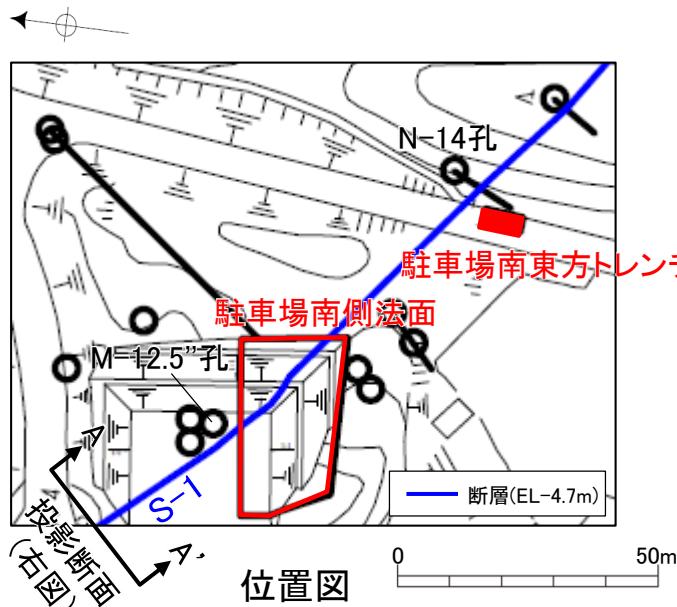 N-14孔
駐車場南東方トレンチ
駐車場南側法面
M-12.5”孔
A
S-1
断層(EL-4.7m)
投影断面
(右図)
A’
位置図
0 50m